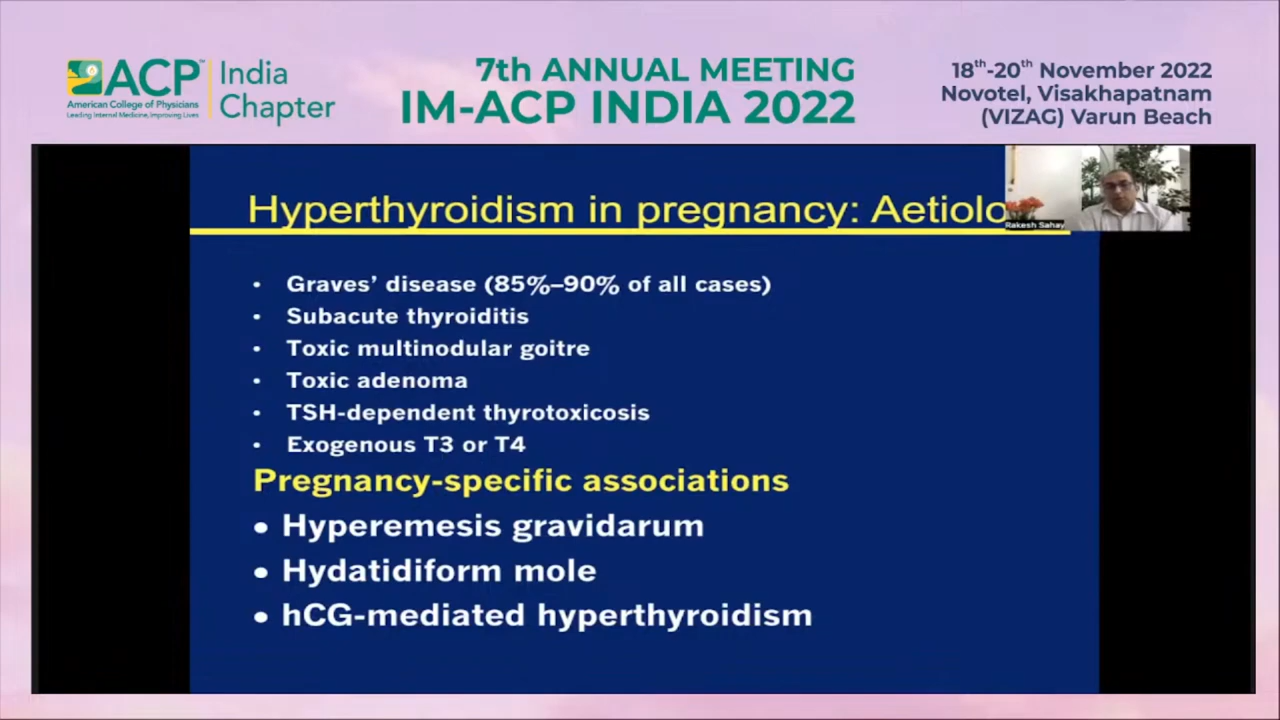 ACP™
American College of Physicians
Leading Internal Medicine, Improving Lives
India
Chapter
7th ANNUAL MEETING
IM-ACP INDIA 2022
18th-20th November 2022
Novotel, Visakhapatnam
(VIZAG) Varun Beach
Hyperthyroidism in pregnancy: Aetiolo
Rakesh Sahay
• Graves’ disease (85%–90% of all cases)
• Subacute thyroiditis
• Toxic multinodular goitre
• Toxic adenoma
• TSH-dependent thyrotoxicosis
• Exogenous T3 or T4
Pregnancy-specific associations
• Hyperemesis gravidarum
• Hydatidiform mole
• hCG-mediated hyperthyroidism